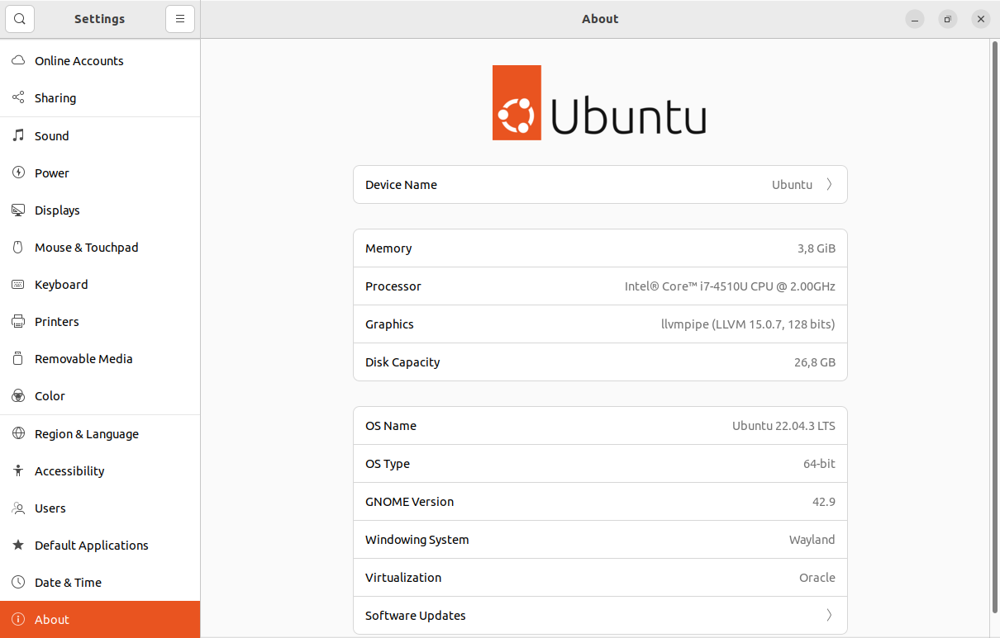 Settings
About
Online Accounts
Sharing
Sound
Power
Displays
Mouse & Touchpad
Keyboard
Printers
Removable Media
Color
Region & Language
Accessibility
Users
Default Applications
Date & Time
About
Ubuntu
Device Name Ubuntu
Memory 3,8 GiB
Processor Intel® Core™ i7-4510U CPU @ 2.00GHz
Graphics llvmpipe (LLVM 15.0.7, 128 bits)
Disk Capacity 26,8 GB
OS Name Ubuntu 22.04.3 LTS
OS Type 64-bit
GNOME Version 42.9
Windowing System Wayland
Virtualization Oracle
Software Updates